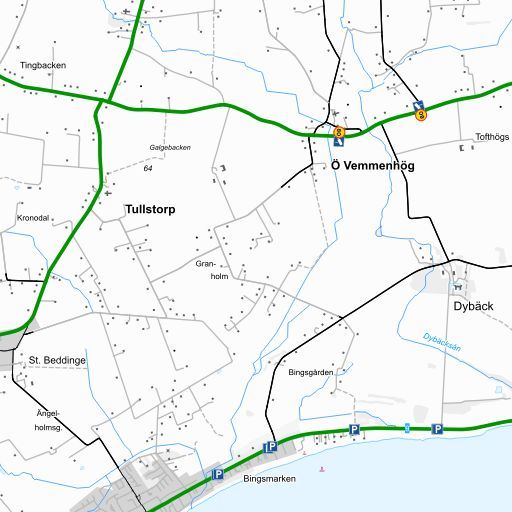 Tingbacken
Galgebacken
64
Tofthögs
Ö Vemmenhög
Tullstorp
Kronodal
Gran-
holm
Dybäck
Dybäcksån
St. Beddinge
Bingsgården
Ängel-
holmsg.
P
P
P
P
Bingsmarken